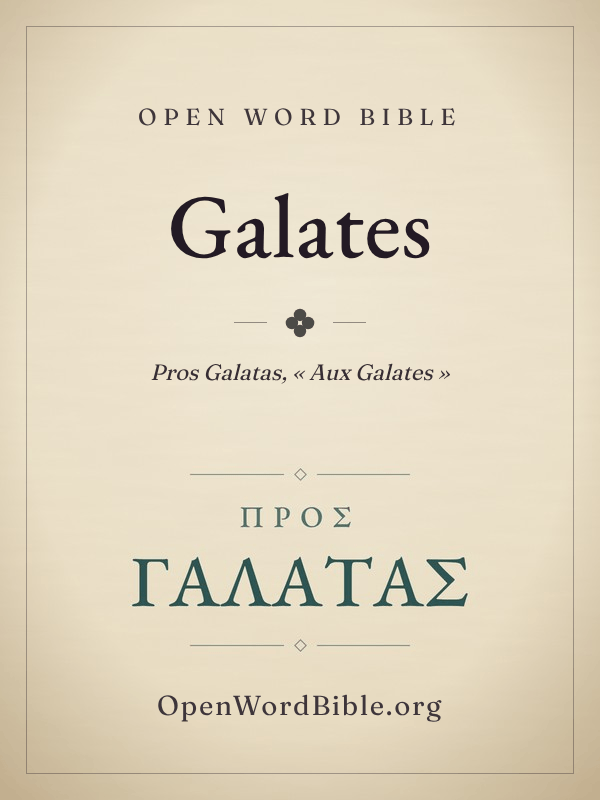 OPEN WORD BIBLE
Galates
Pros Galatas, « Aux Galates »
ΠΡΟΣ
ΓΑΛΑΤΑΣ
OpenWordBible.org